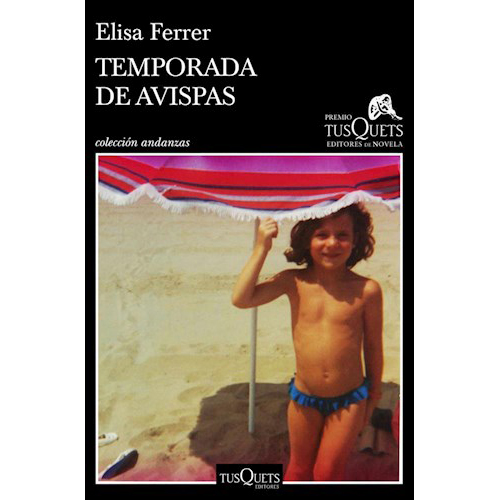 Elisa Ferrer
TEMPORADA
DE AVISPAS
colección andanzas
PREMIO
TUSQUETS
EDITORES DE NOVELA
TUSQUETS
EDITORES